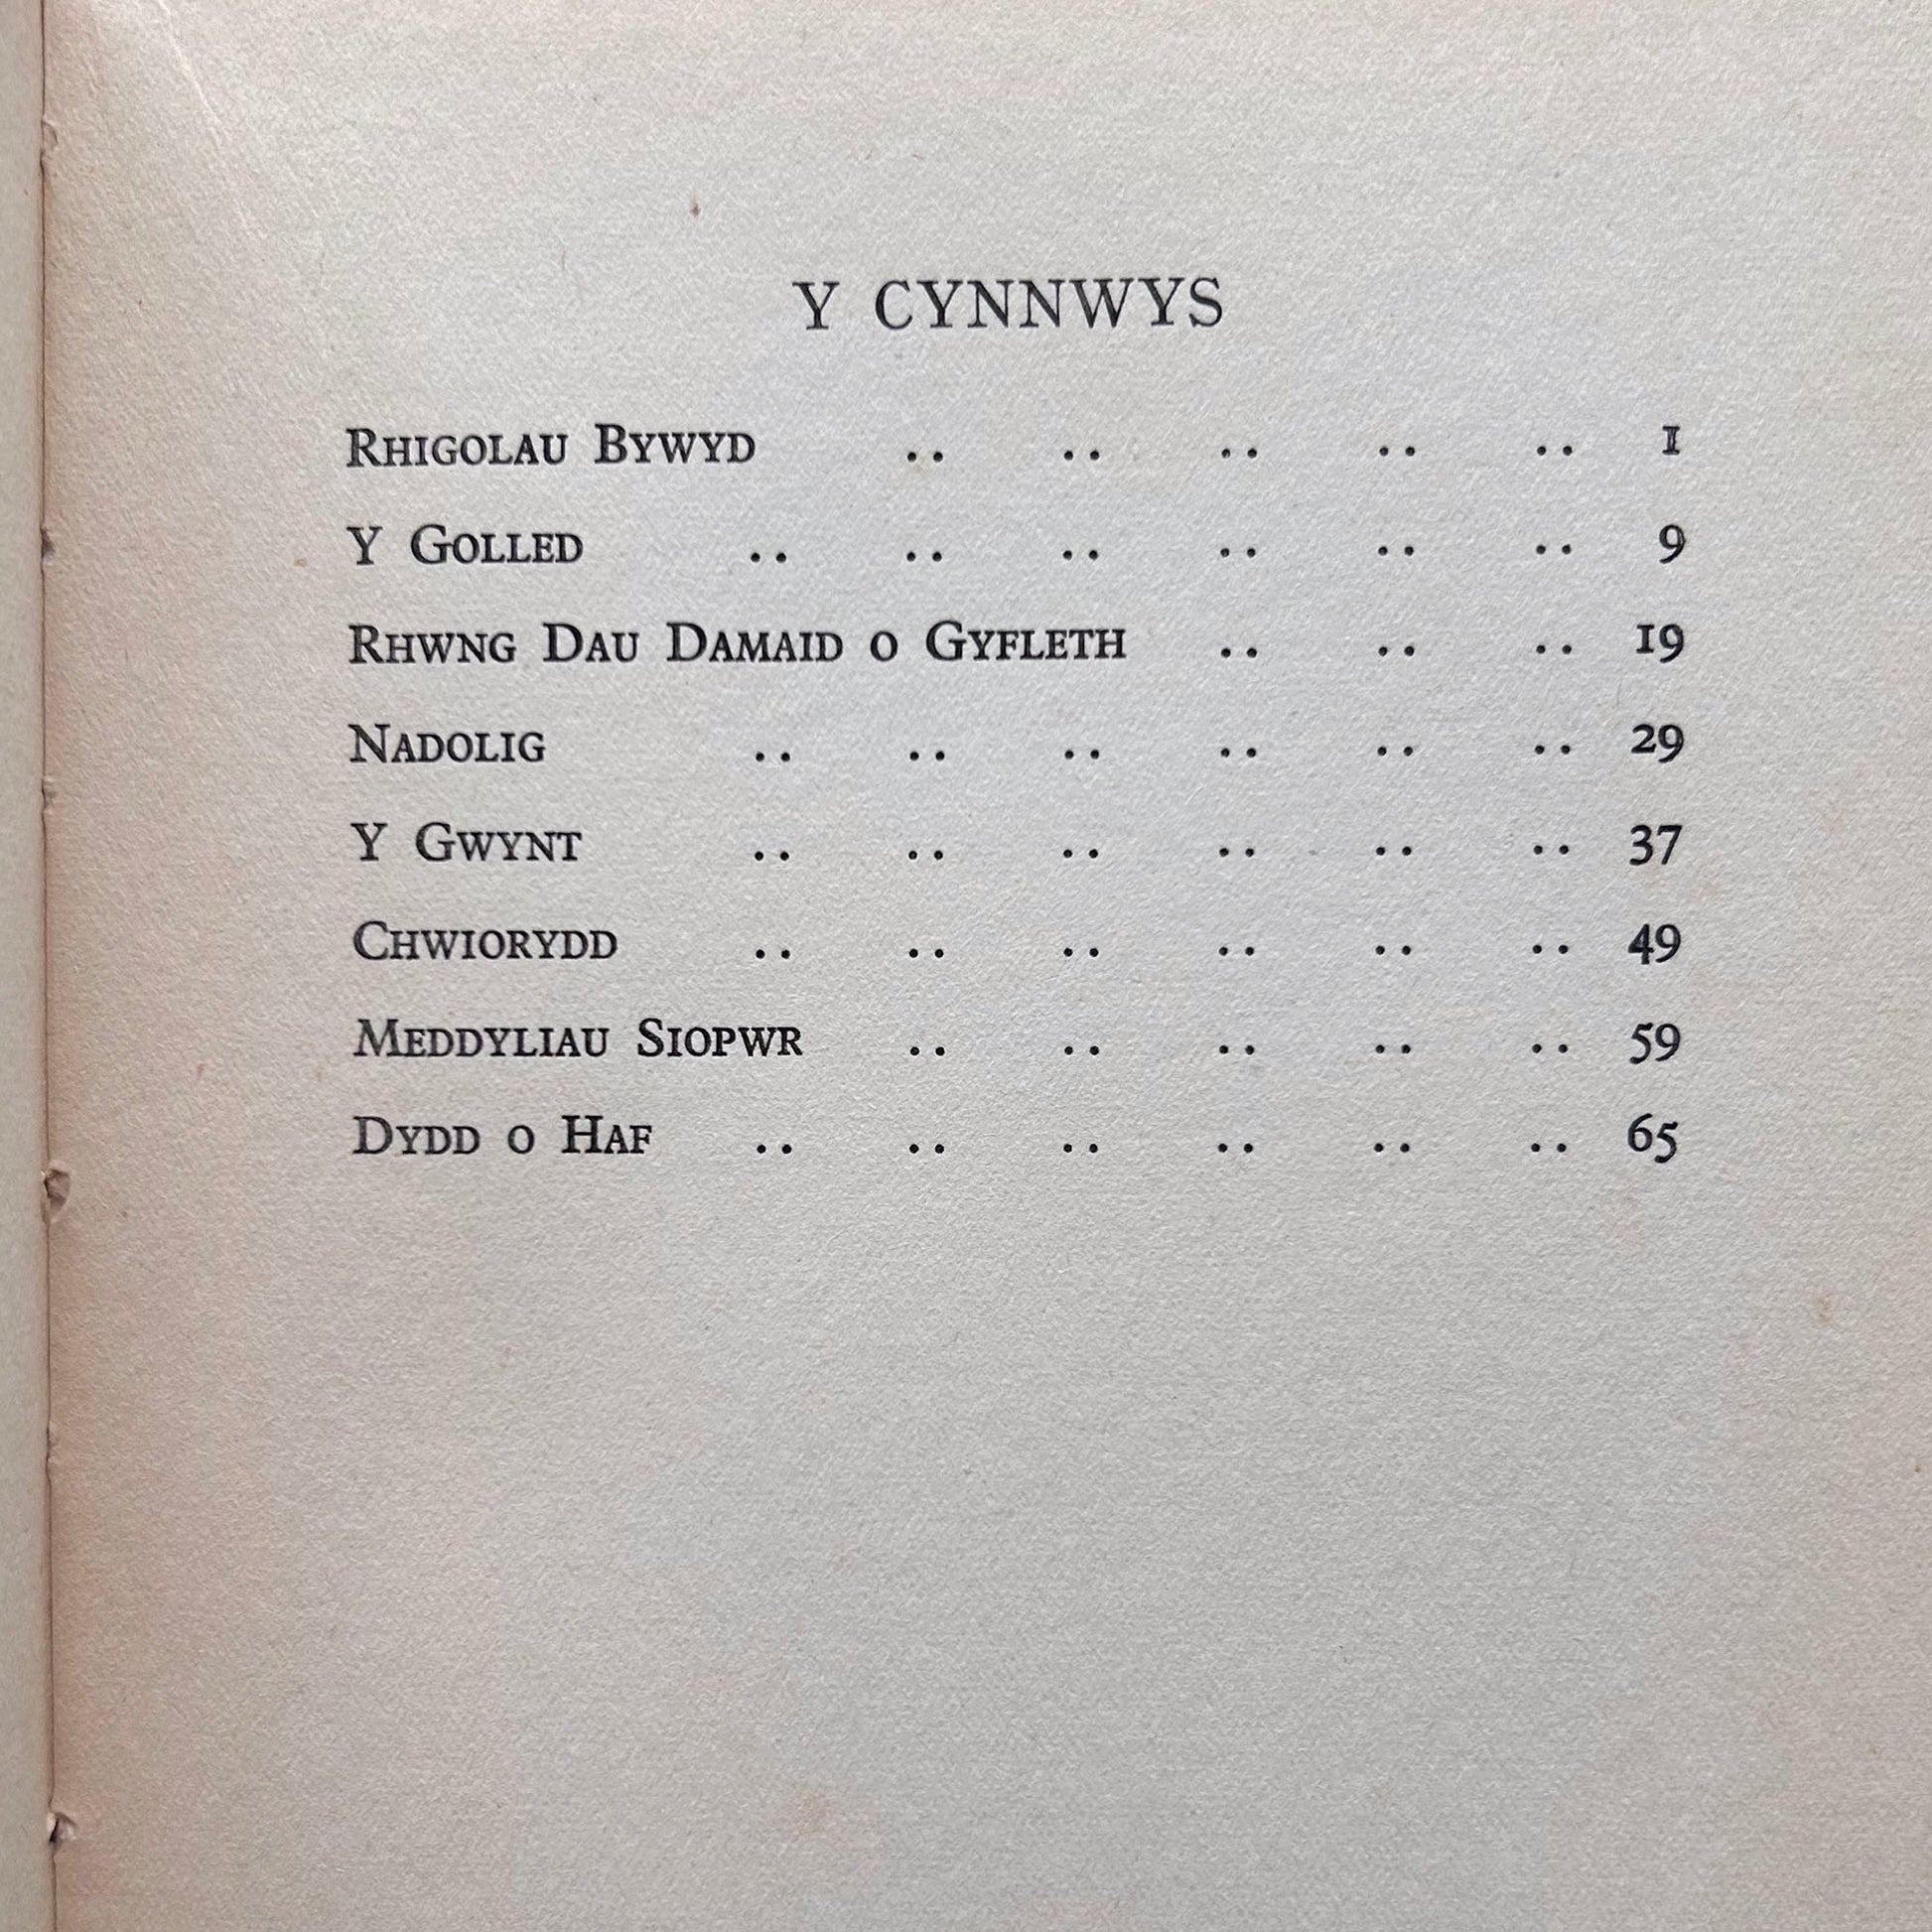 Y CYNNWYS
RHIGOLAU BYWYD .. .. .. .. .. 1
Y GOLLED .. .. .. .. .. .. 9
RHWNG DAU DAMAID O GYFLETH .. .. .. 19
NADOLIG .. .. .. .. .. .. 29
Y GWYNT .. .. .. .. .. .. 37
CHWIORYDD .. .. .. .. .. .. 49
MEDDYLIAU SIOPWR .. .. .. .. .. 59
DYDD O HAF .. .. .. .. .. .. 65